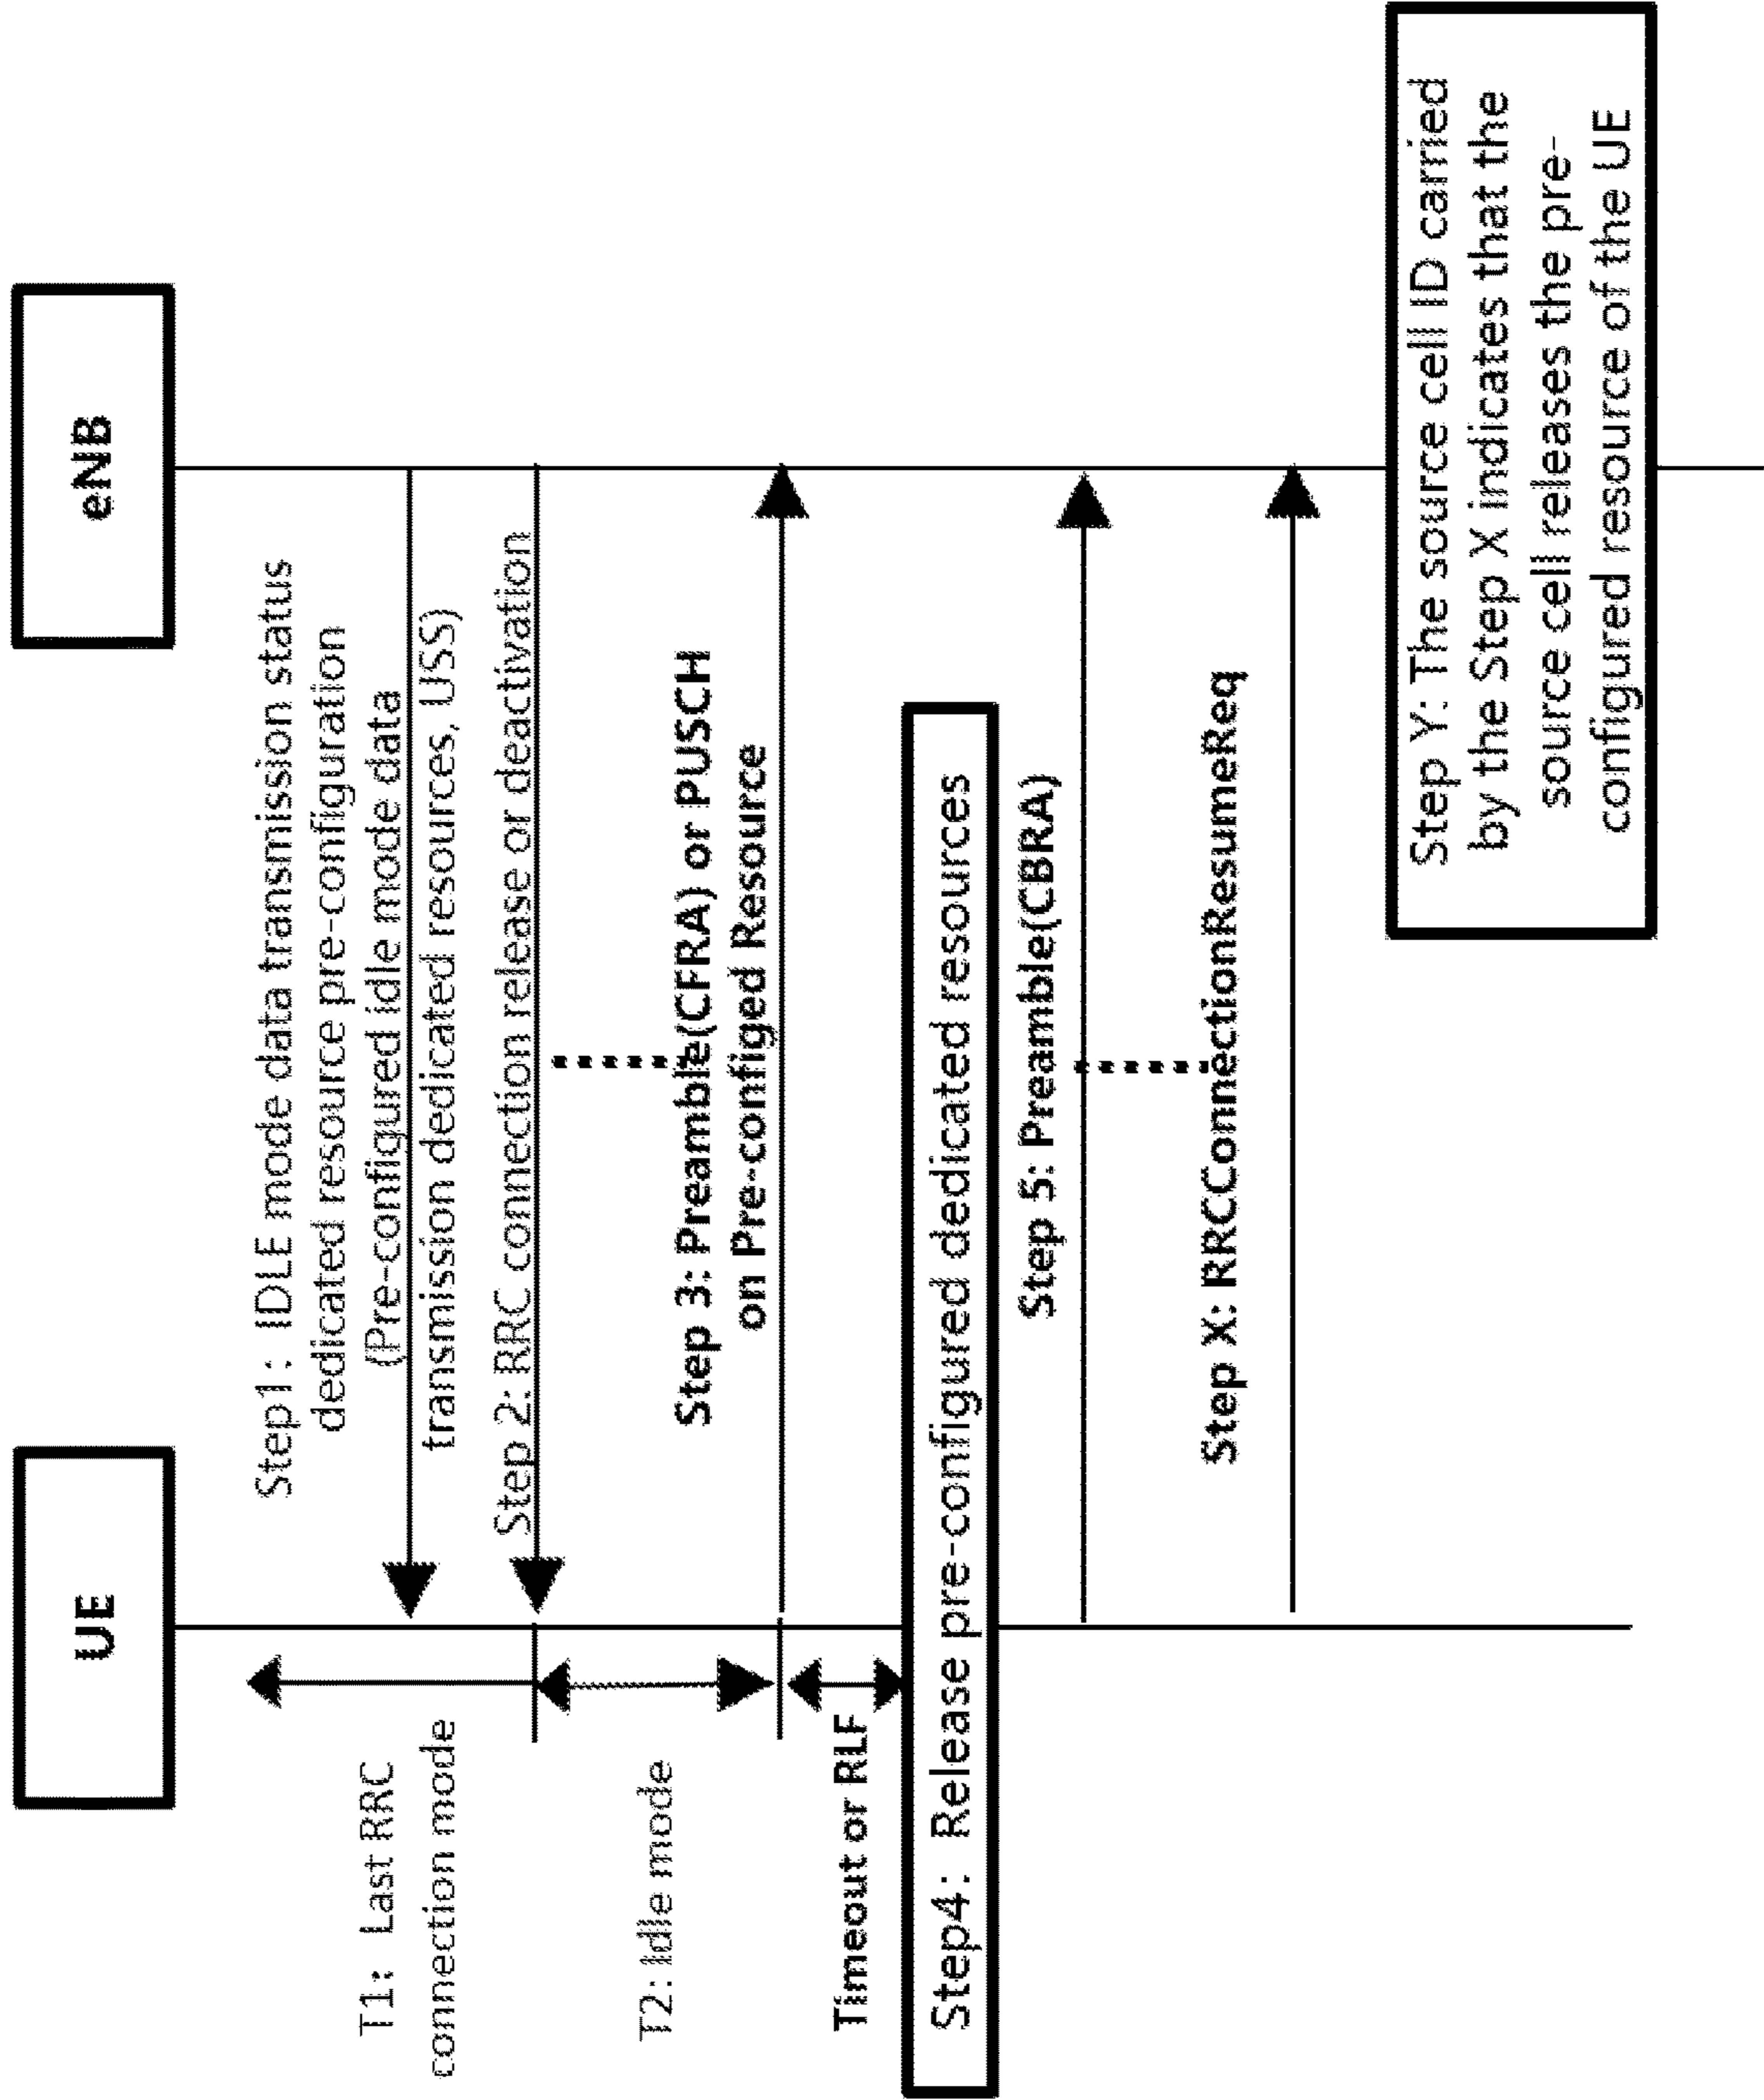 UE
eNB
Step1: IDLE mode data transmission status
dedicated resource pre-configuration
(Pre-configured idle mode data
transmission dedicated resources, USS)
T1: Last RRC
connection mode
Step 2: RRC connection release or deactivation
T2: Idle mode
Step 3: Preamble(CFRA) or PUSCH
on Pre-configed Resource
Timeout or RLF
Step4: Release pre-configured dedicated resources
Step 5: Preamble(CBRA)
Step X: RRCConnectionResumeReq
Step Y: The source cell ID carried
by the Step X indicates that the
source cell releases the pre-
configured resource of the UE